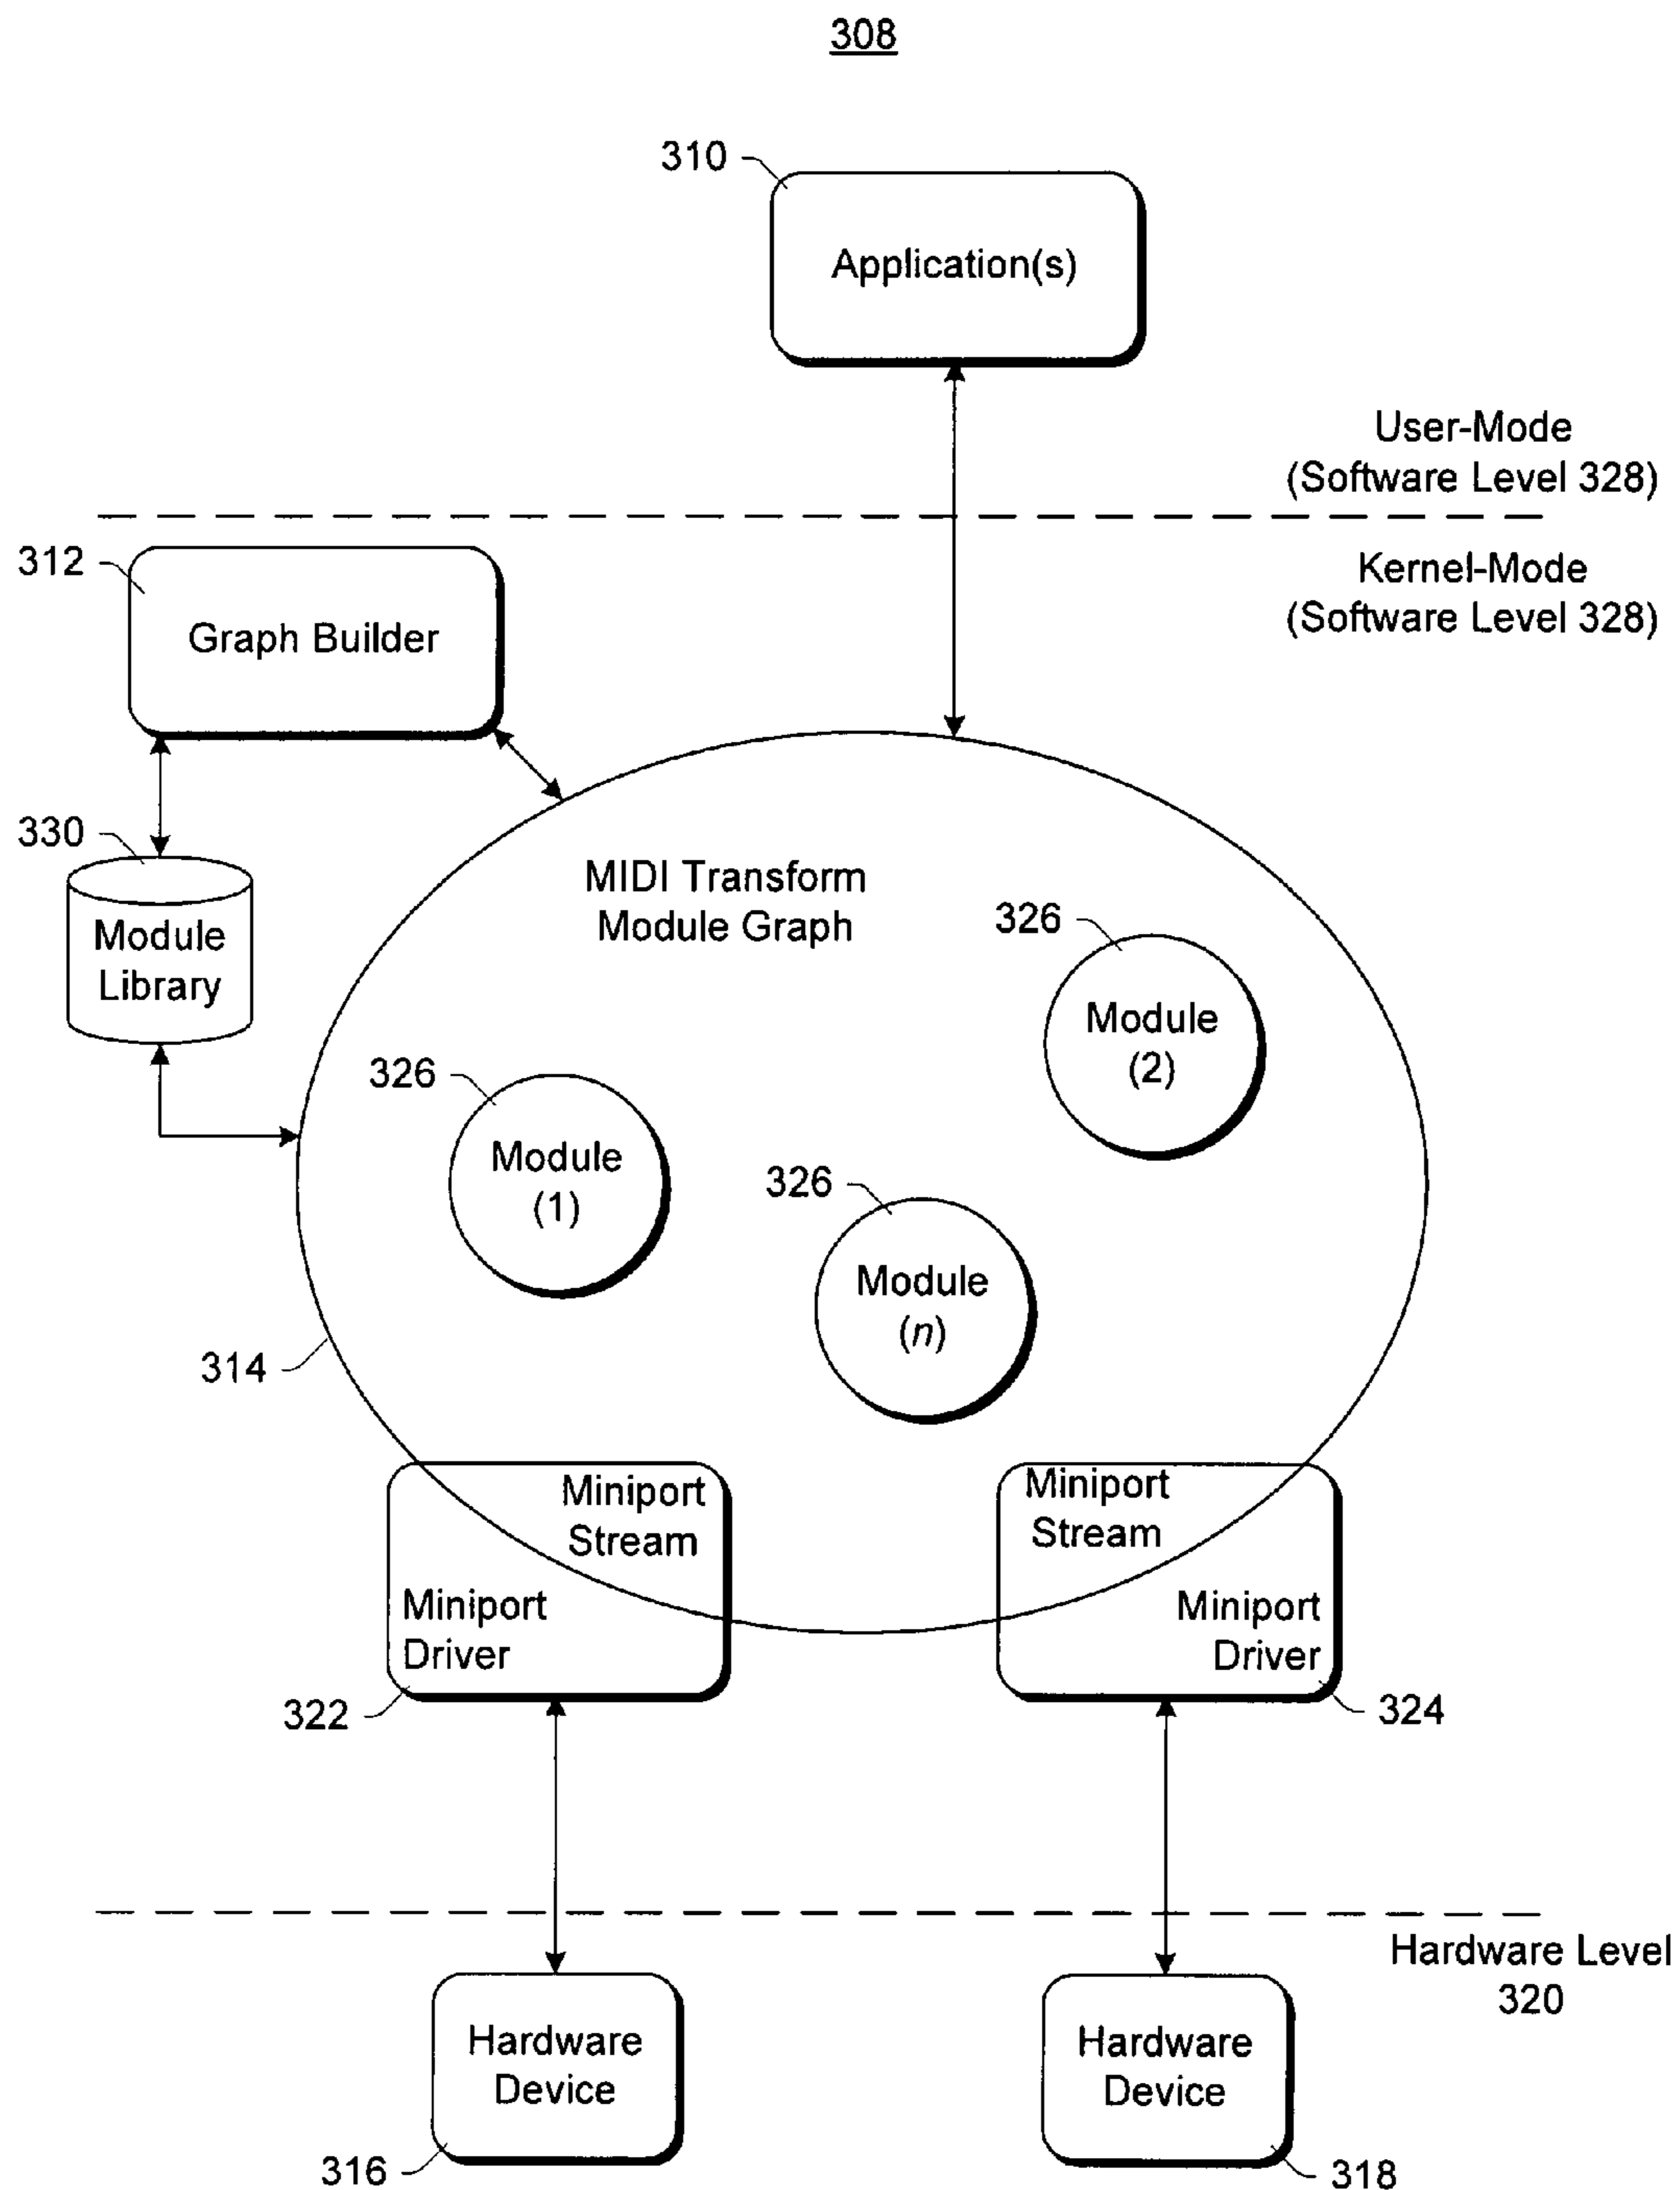 308
310
Application(s)
User-Mode
(Software Level 328)
312
Kernel-Mode
(Software Level 328)
Graph Builder
330
Module
Library
MIDI Transform
Module Graph
326
Module
(2)
326
Module
(1)
326
Module
(n)
314
Miniport
Stream
Miniport
Driver
322
Miniport
Stream
Miniport
Driver
324
Hardware Level
320
Hardware
Device
316
Hardware
Device
318